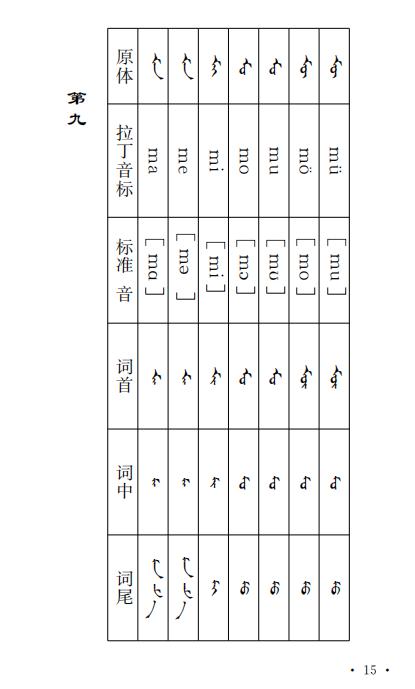 第九
原体 拉丁音标 标准音 词首 词中 词尾
ᠮᠠ ma [mɑ] ᠮᠠ‍ ‍ᠮᠠ‍ ‍ᠮᠠ
ᠮᠡ me [mə] ᠮᠡ‍ ‍ᠮᠡ‍ ‍ᠮᠡ
ᠮᠢ mi [mi] ᠮᠢ‍ ‍ᠮᠢ‍ ‍ᠮᠢ
ᠮᠣ mo [mɔ] ᠮᠣ‍ ‍ᠮᠣ‍ ‍ᠮᠣ
ᠮᠤ mu [mʊ] ᠮᠤ‍ ‍ᠮᠤ‍ ‍ᠮᠤ
ᠮᠥ mö [mo] ᠮᠥ‍ ‍ᠮᠥ‍ ‍ᠮᠥ
ᠮᠦ mü [mu] ᠮᠦ‍ ‍ᠮᠦ‍ ‍ᠮᠦ
• 15 •